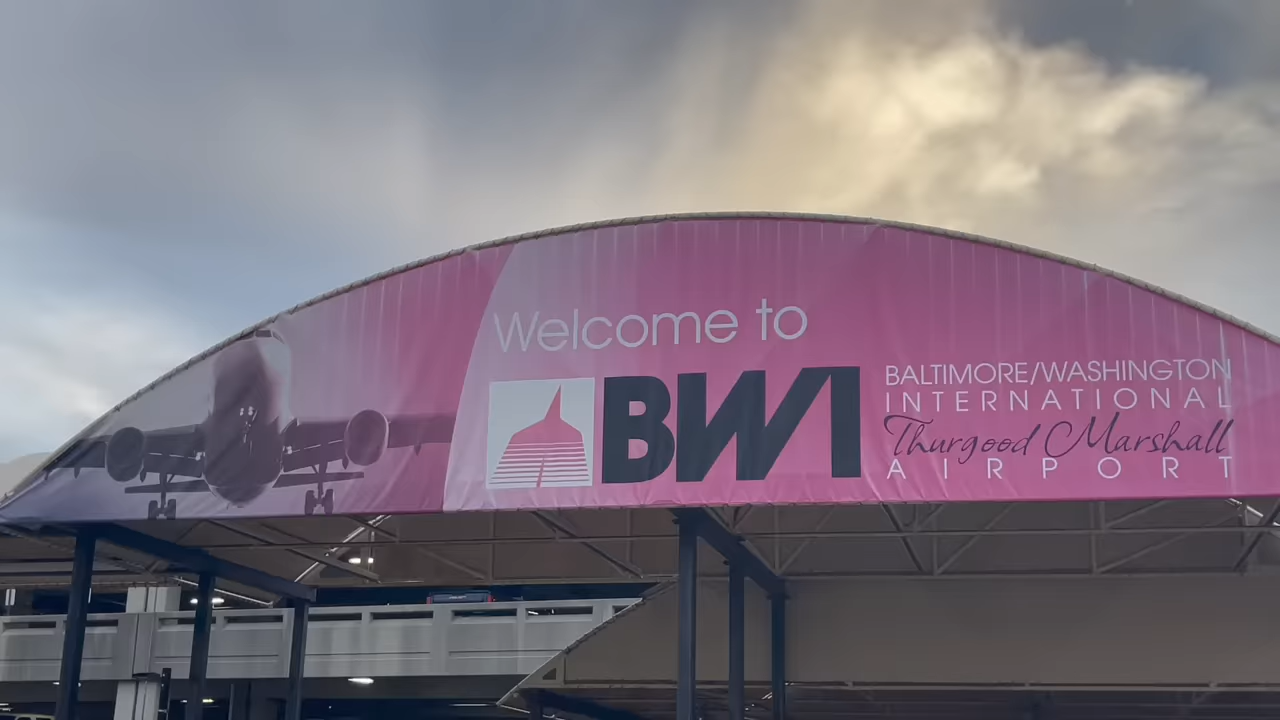 Welcome to
BWI
BALTIMORE/WASHINGTON
INTERNATIONAL
Thurgood Marshall
AIRPORT